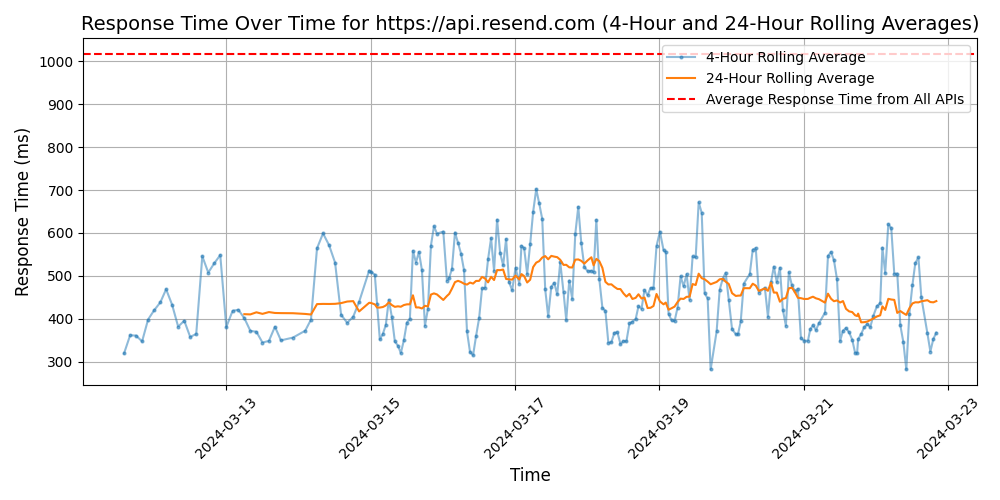 Response Time Over Time for https://api.resend.com (4-Hour and 24-Hour Rolling Averages)
4-Hour Rolling Average
24-Hour Rolling Average
Average Response Time from All APIs
Response Time (ms)
1000
900
800
700
600
500
400
300
2024-03-13
2024-03-15
2024-03-17
2024-03-19
2024-03-21
2024-03-23
Time